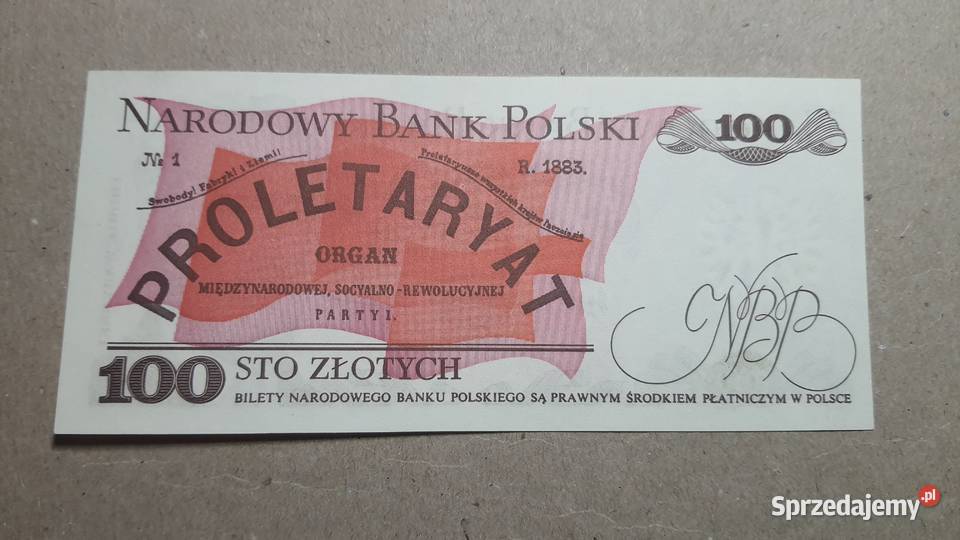 NARODOWY BANK POLSKI
100
№ 1
R. 1883.
Swobody! Fabryk! i Ziemi!
Proletaryusze wszystkich krajów łączcie się
PROLETARYAT
ORGAN
MIĘDZYNARODOWEJ, SOCYALNO-REWOLUCYJNEJ
PARTYI.
NBP
100 STO ZŁOTYCH
BILETY NARODOWEGO BANKU POLSKIEGO SĄ PRAWNYM ŚRODKIEM PŁATNICZYM W POLSCE
Sprzedajemy.pl